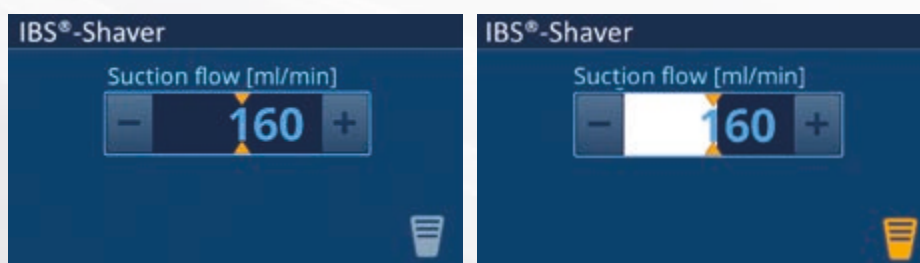 IBS®-Shaver
Suction flow [ml/min]
− 160 +
IBS®-Shaver
Suction flow [ml/min]
− 160 +